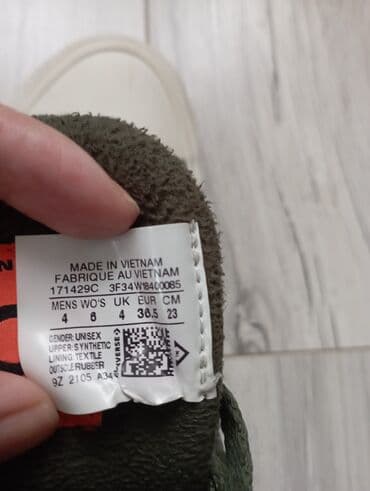 MADE IN VIETNAM
FABRIQUE AU VIETNAM
171429C 3F34W18400085
MENS WO'S UK EUR CM
4 6 4 36.5 23
GENDER: UNISEX
UPPER: SYNTHETIC
LINING: TEXTILE
OUTSOLE: RUBBER
9Z 2105 A34
CONVERSE
N